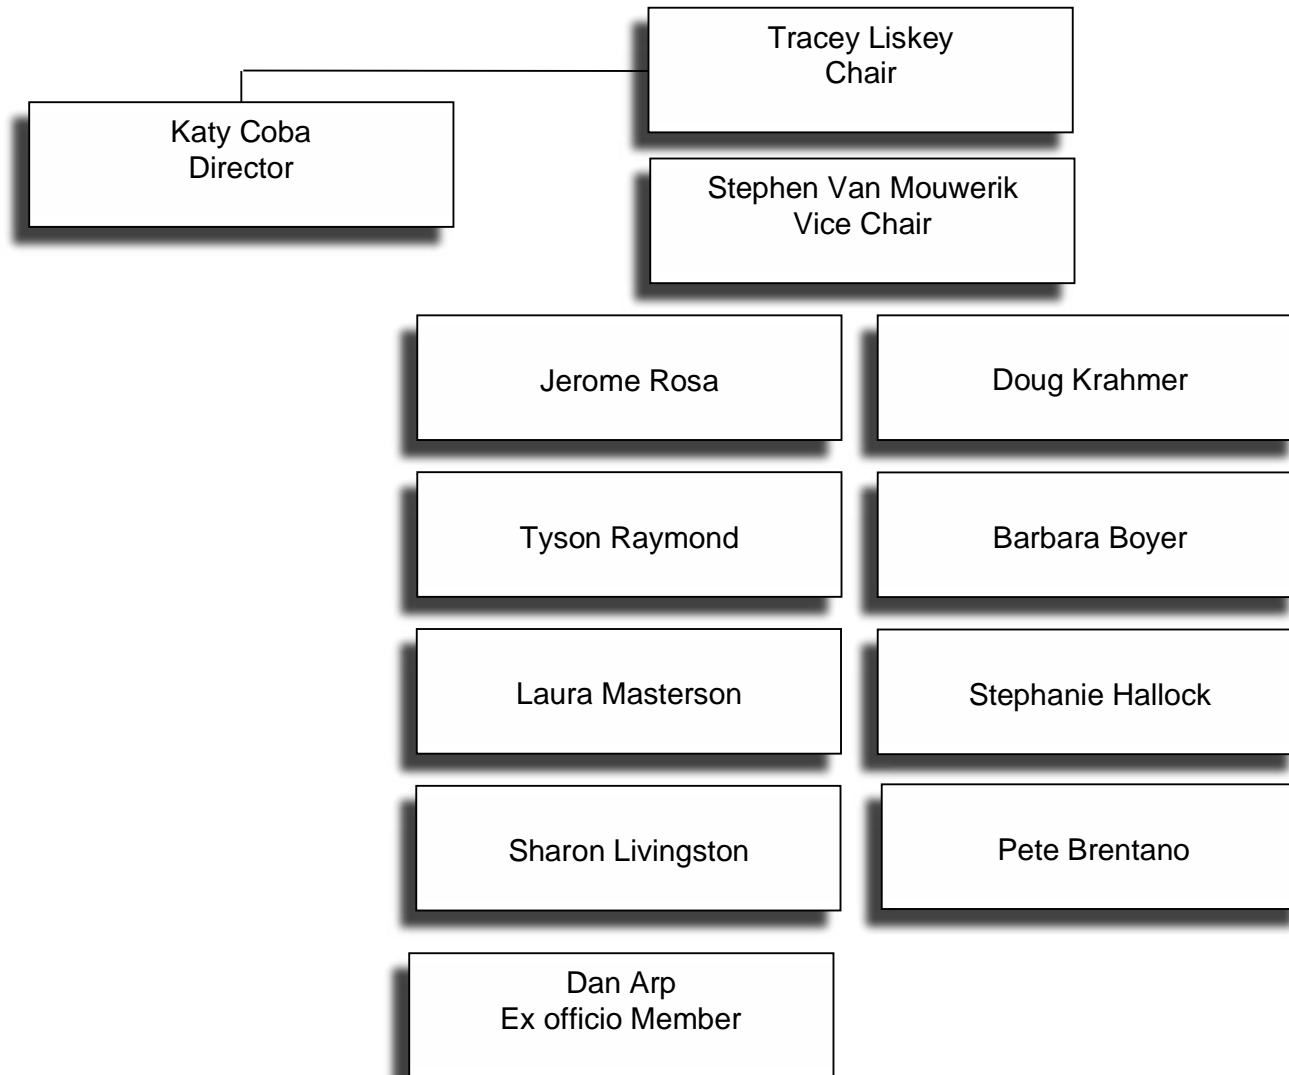 Tracey Liskey
Chair
Katy Coba
Director
Stephen Van Mouwerik
Vice Chair
Jerome Rosa
Doug Krahmer
Tyson Raymond
Barbara Boyer
Laura Masterson
Stephanie Hallock
Sharon Livingston
Pete Brentano
Dan Arp
Ex officio Member